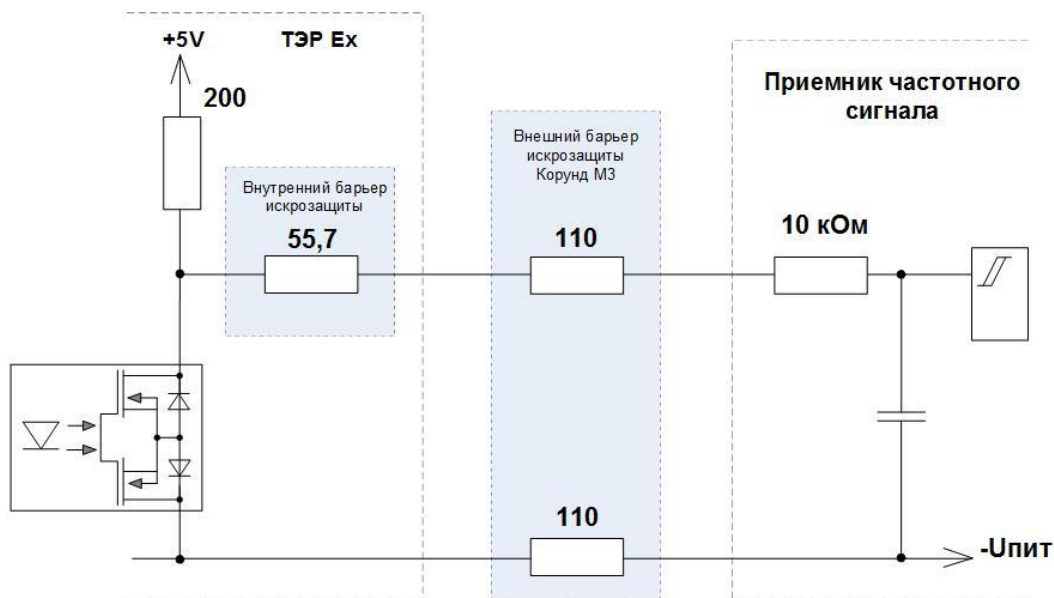 +5V
ТЭР Ex
200
Приемник частотного
сигнала
Внешний барьер
искрозащиты
Корунд М3
Внутренний барьер
искрозащиты
55,7
110
10 кОм
110
-Uпит